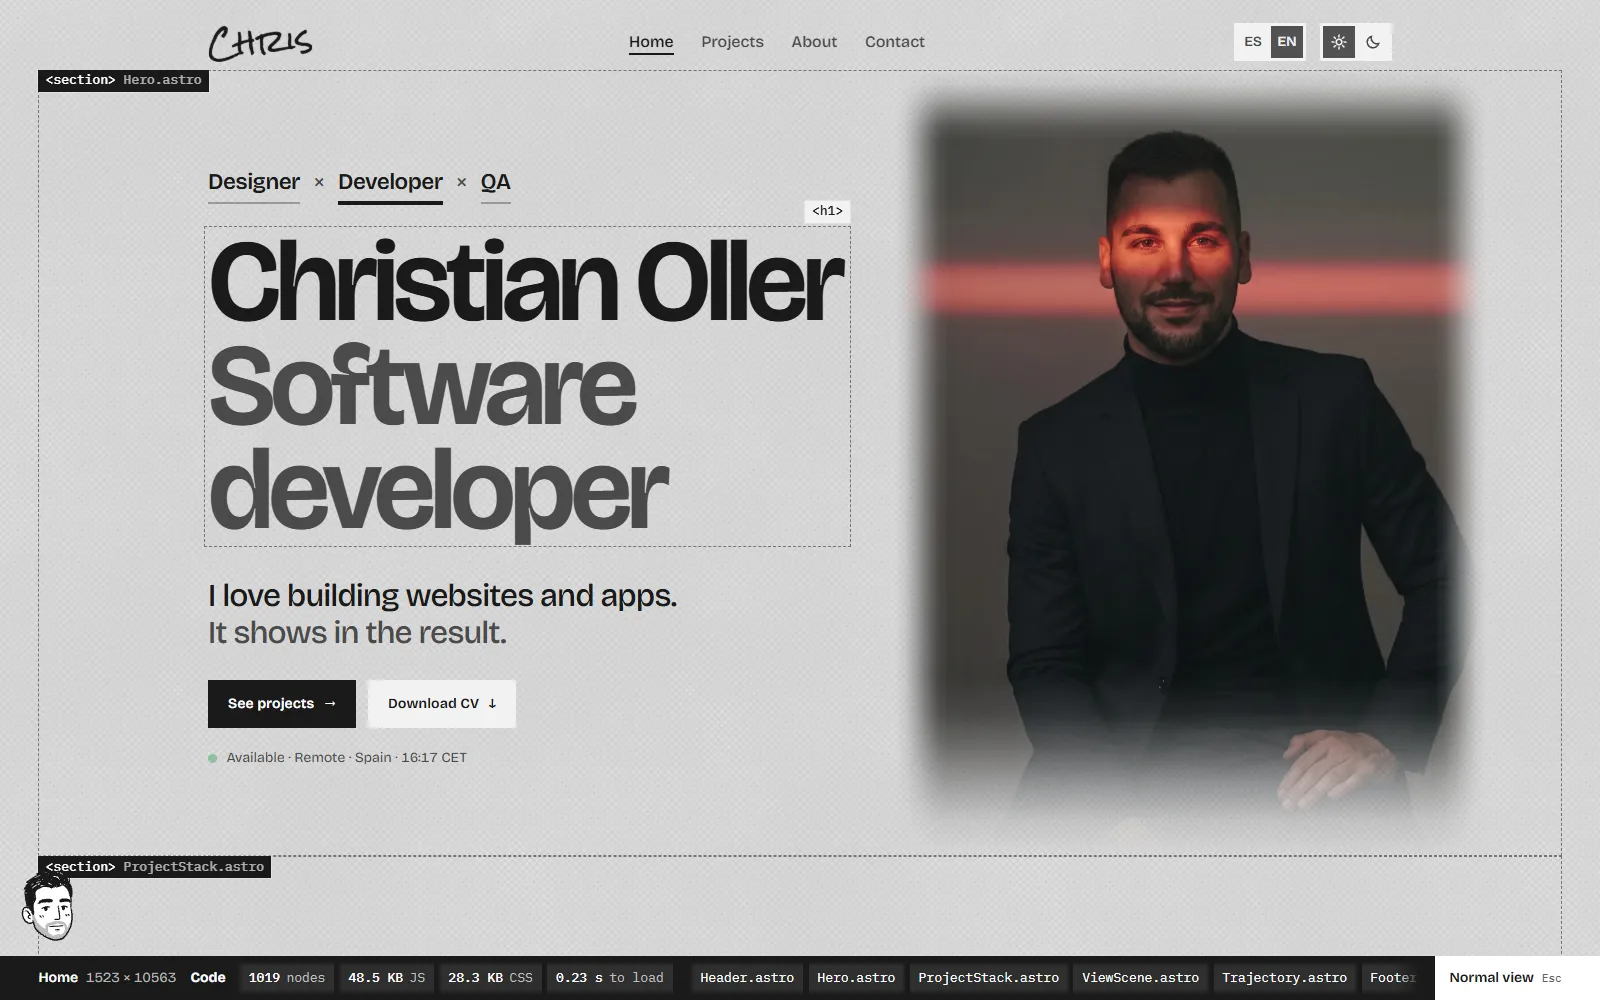 CHRIS
Home Projects About Contact
ES EN
<section> Hero.astro
Designer × Developer × QA
<h1>
Christian Oller
Software
developer
I love building websites and apps.
It shows in the result.
See projects →
Download CV ↓
Available · Remote · Spain · 16:17 CET
<section> ProjectStack.astro
Home 1523 × 10563 Code 1019 nodes 48.5 KB JS 28.3 KB CSS 0.23 s to load Header.astro Hero.astro ProjectStack.astro ViewScene.astro Trajectory.astro Footer Normal view Esc